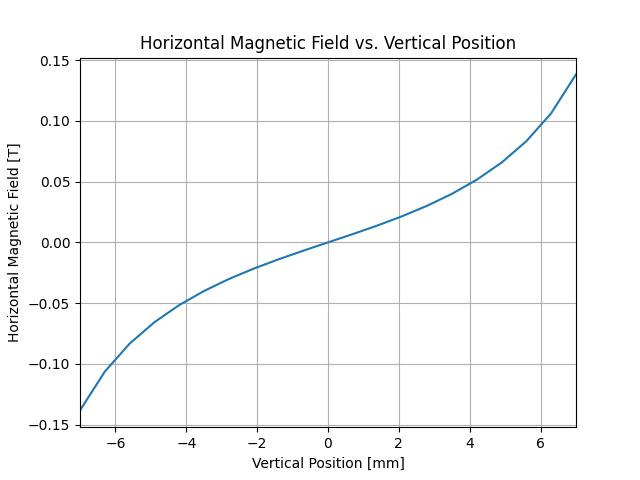 Horizontal Magnetic Field vs. Vertical Position
Horizontal Magnetic Field [T]
0.15
0.10
0.05
0.00
−0.05
−0.10
−0.15
−6 −4 −2 0 2 4 6
Vertical Position [mm]